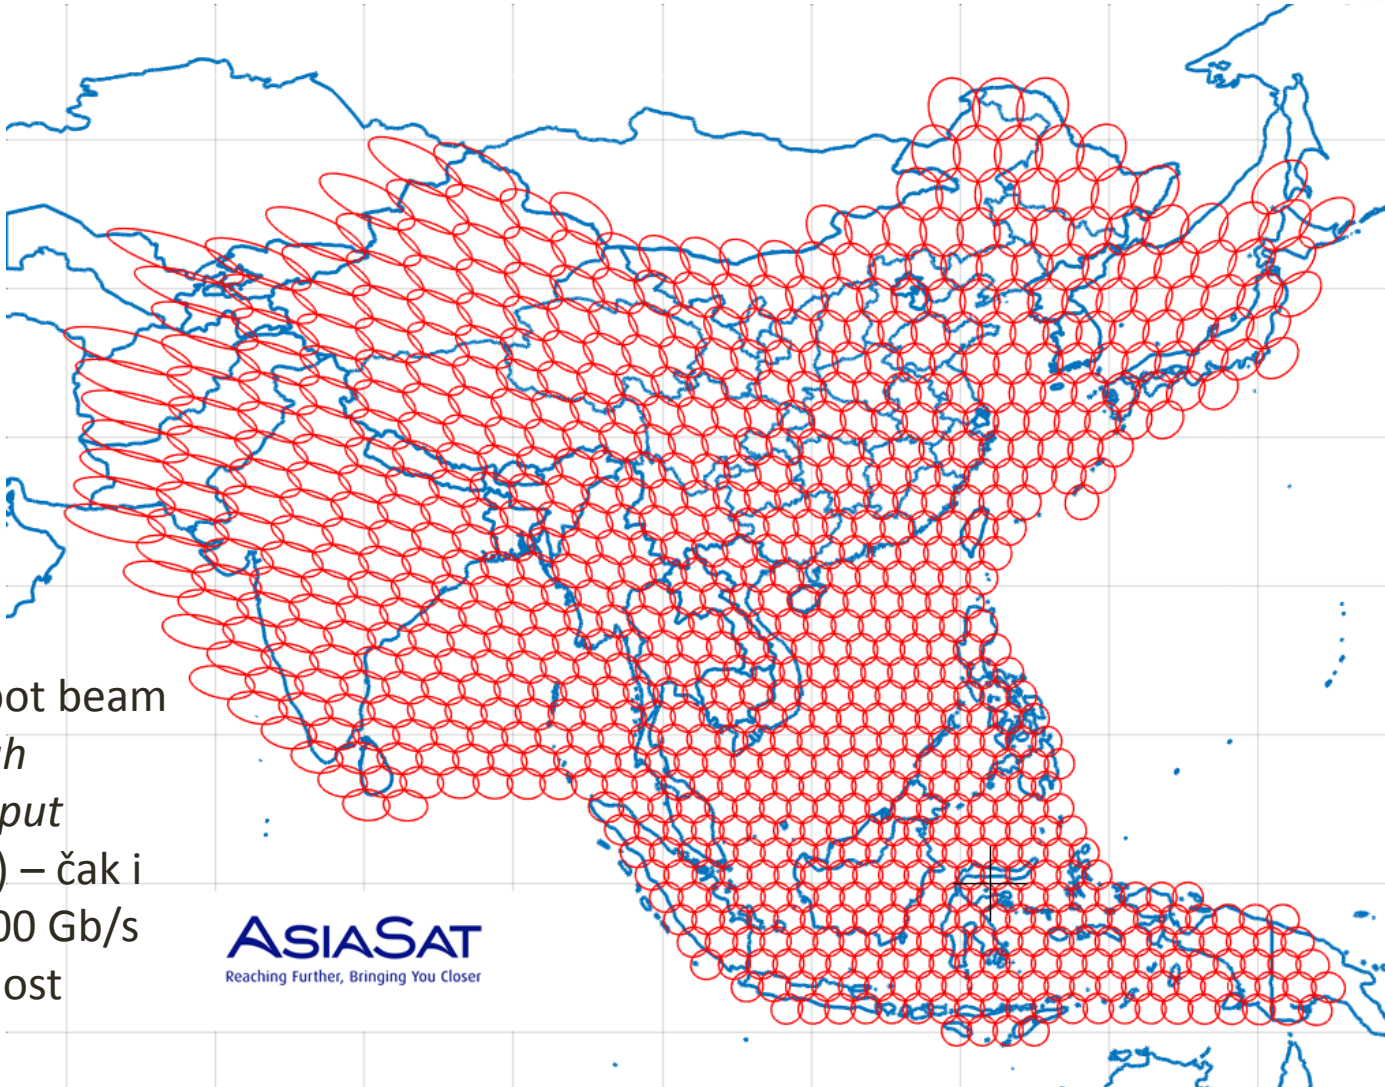 ot beam
h
put
) – čak i
00 Gb/s
ost
ASIASAT
Reaching Further, Bringing You Closer